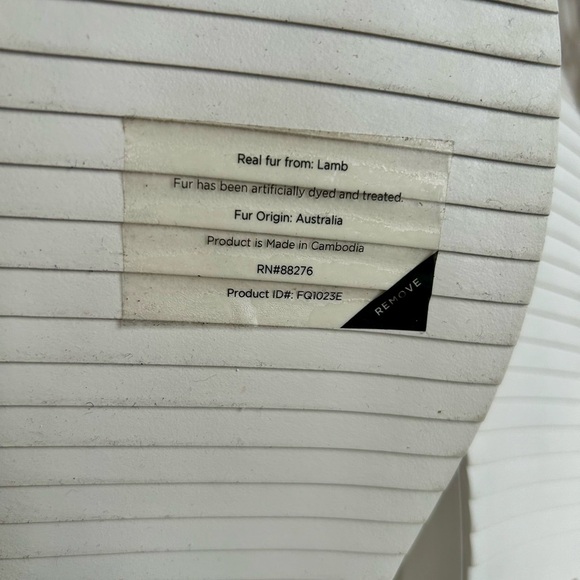 Real fur from: Lamb
Fur has been artificially dyed and treated.
Fur Origin: Australia
Product is Made in Cambodia
RN#88276
Product ID#: FQ1023E
REMOVE